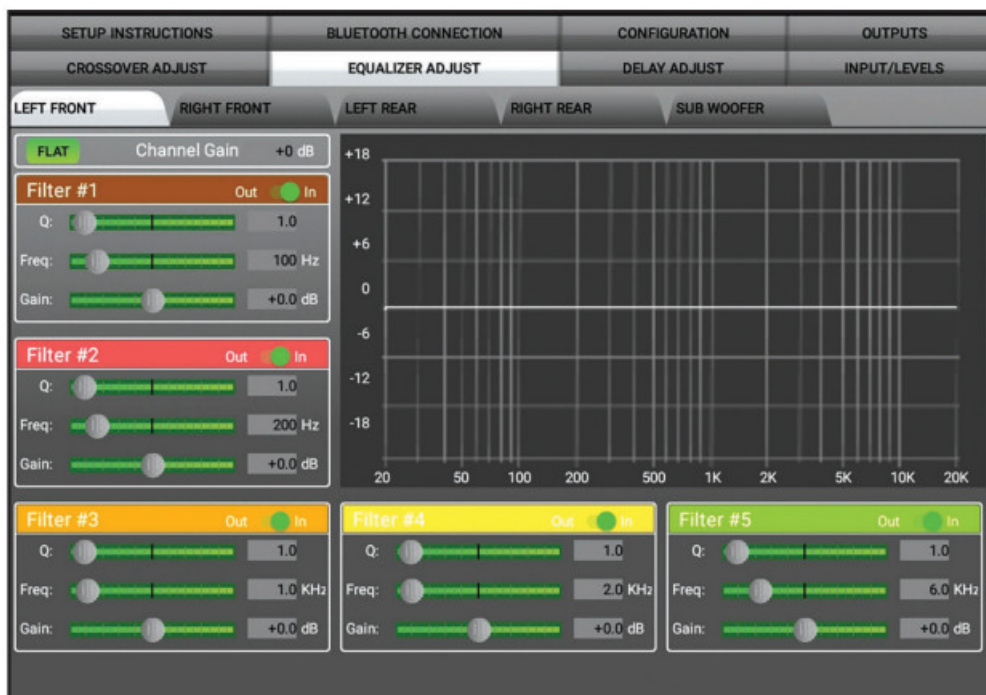 SETUP INSTRUCTIONS BLUETOOTH CONNECTION CONFIGURATION OUTPUTS
CROSSOVER ADJUST EQUALIZER ADJUST DELAY ADJUST INPUT/LEVELS
LEFT FRONT RIGHT FRONT LEFT REAR RIGHT REAR SUB WOOFER
FLAT Channel Gain +0 dB
Filter #1 Out In
Q: 1.0
Freq: 100 Hz
Gain: +0.0 dB
Filter #2 Out In
Q: 1.0
Freq: 200 Hz
Gain: +0.0 dB
+18
+12
+6
0
-6
-12
-18
20 50 100 200 500 1K 2K 5K 10K 20K
Filter #3 Out In
Q: 1.0
Freq: 1.0 KHz
Gain: +0.0 dB
Filter #4 Out In
Q: 1.0
Freq: 2.0 KHz
Gain: +0.0 dB
Filter #5 Out In
Q: 1.0
Freq: 6.0 KHz
Gain: +0.0 dB